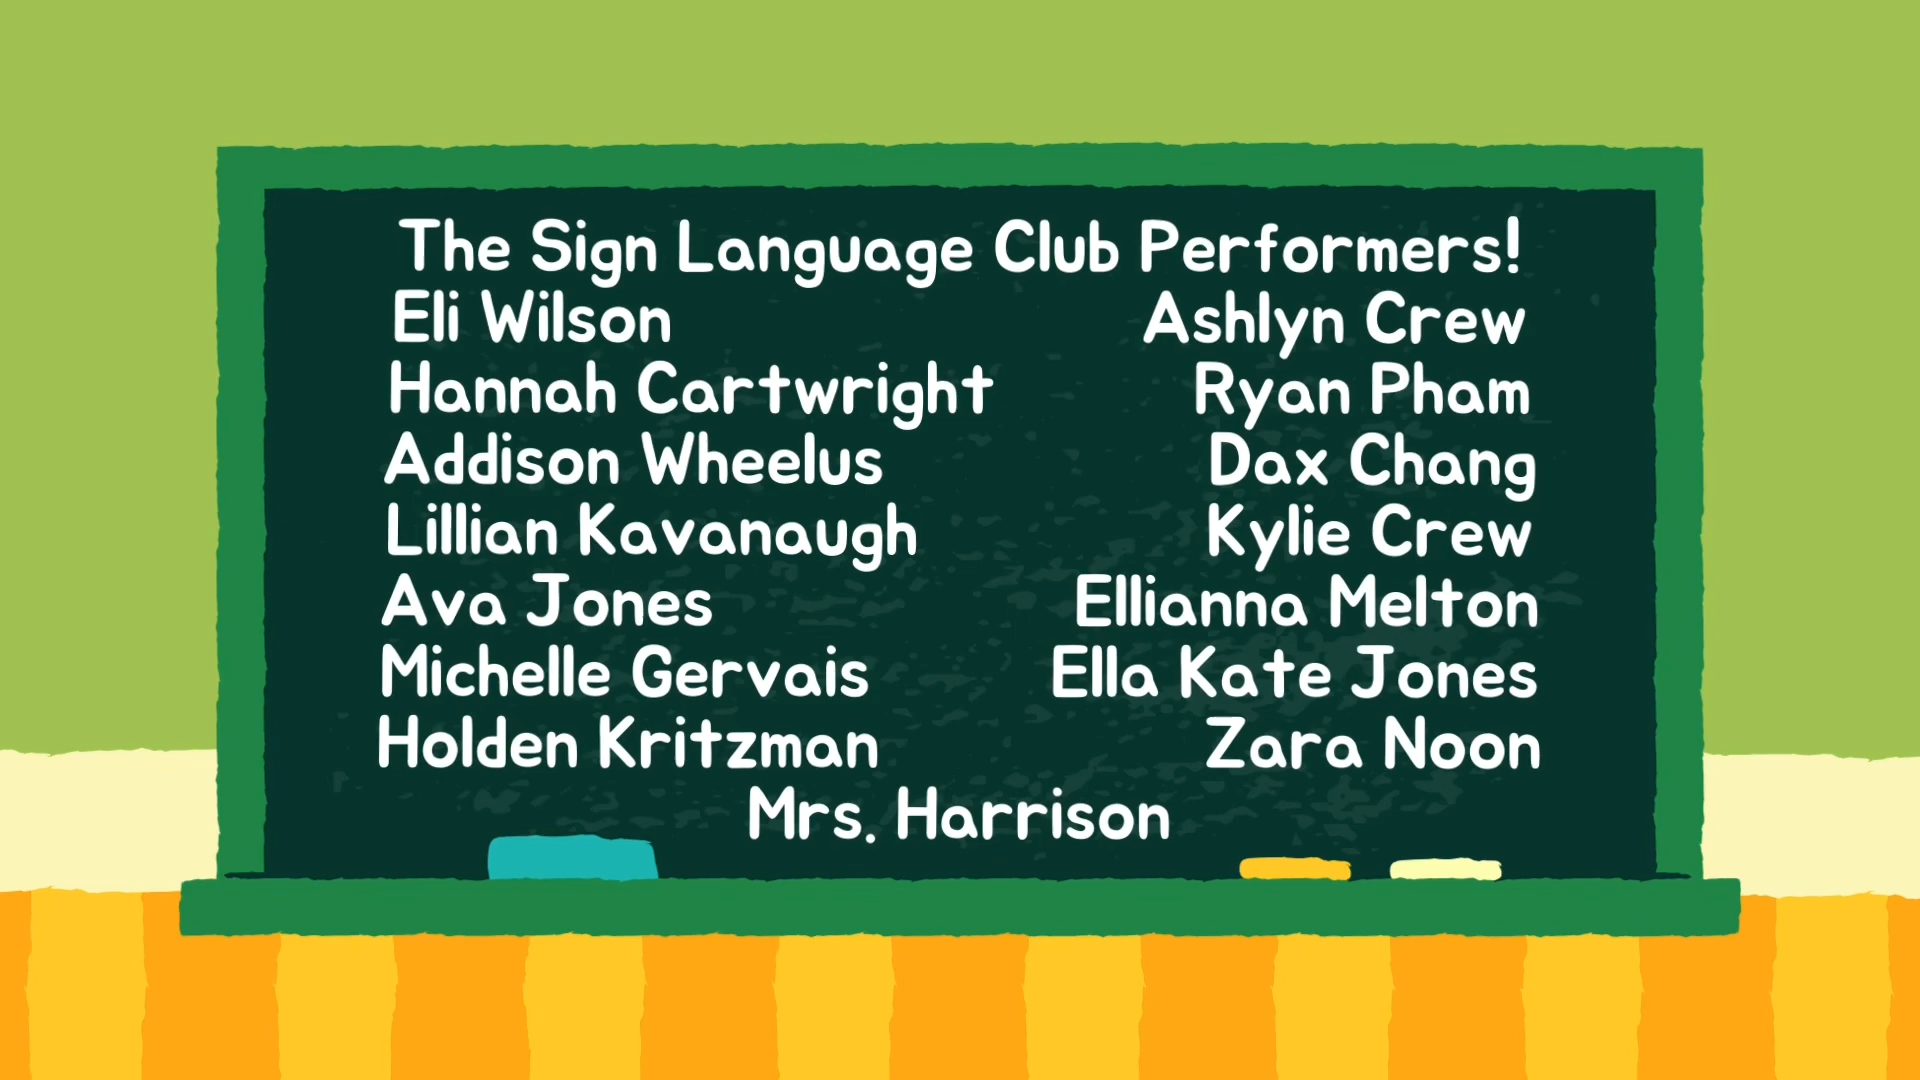 The Sign Language Club Performers!
Eli Wilson Ashlyn Crew
Hannah Cartwright Ryan Pham
Addison Wheelus Dax Chang
Lillian Kavanaugh Kylie Crew
Ava Jones Ellianna Melton
Michelle Gervais Ella Kate Jones
Holden Kritzman Zara Noon
Mrs. Harrison